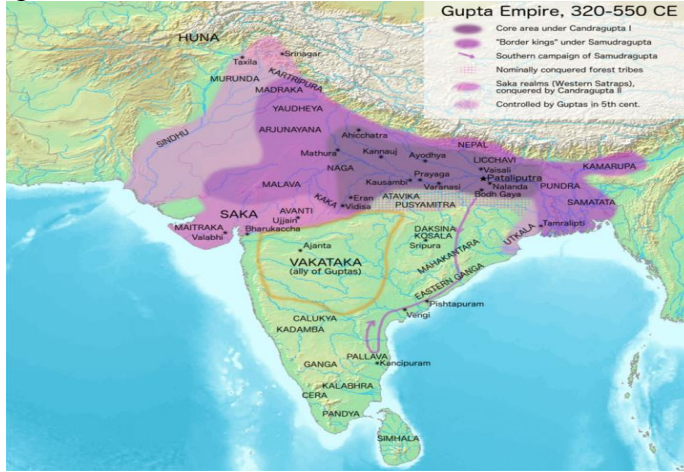 Gupta Empire, 320-550 CE
Core area under Candragupta I
"Border kings" under Samudragupta
Southern campaign of Samudragupta
Nominally conquered forest tribes
Saka realms (Western Satraps),
conquered by Candragupta II
Controlled by Guptas in 5th cent.
HUNA
Taxila
Srinagar
MURUNDA
KARTRIPURA
MADRAKA
YAUDHEYA
SINDHU
ARJUNAYANA
Ahicchatra
NEPAL
Mathura
Kannauj
Ayodhya
LICCHAVI
KAMARUPA
NAGA
Prayaga
Vaisali
Pataliputra
MALAVA
Kausambi
Varanasi
Nalanda
PUNDRA
Bodh Gaya
KAKA
Eran
ATAVIKA
Vidisa
PUSYAMITRA
SAMATATA
SAKA
AVANTI
Ujjain
MAITRAKA
Valabhi
Bharukaccha
DAKSINA
KOSALA
UTKALA
Tamralipti
Ajanta
Sripura
VAKATAKA
(ally of Guptas)
MAHAKANTARA
EASTERN GANGA
Pishtapuram
CALUKYA
Vengi
KADAMBA
PALLAVA
GANGA
Kancipuram
KALABHRA
CERA
PANDYA
SIMHALA